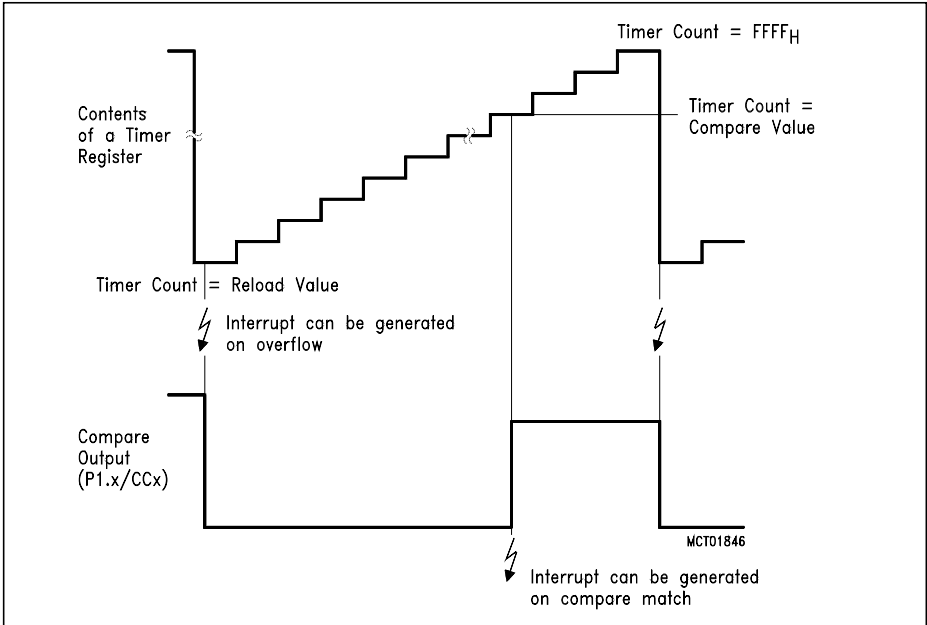 Timer Count = FFFFH
Contents
of a Timer
Register
Timer Count =
Compare Value
Timer Count = Reload Value
Interrupt can be generated
on overflow
Compare
Output
(P1.x/CCx)
MCT01846
Interrupt can be generated
on compare match